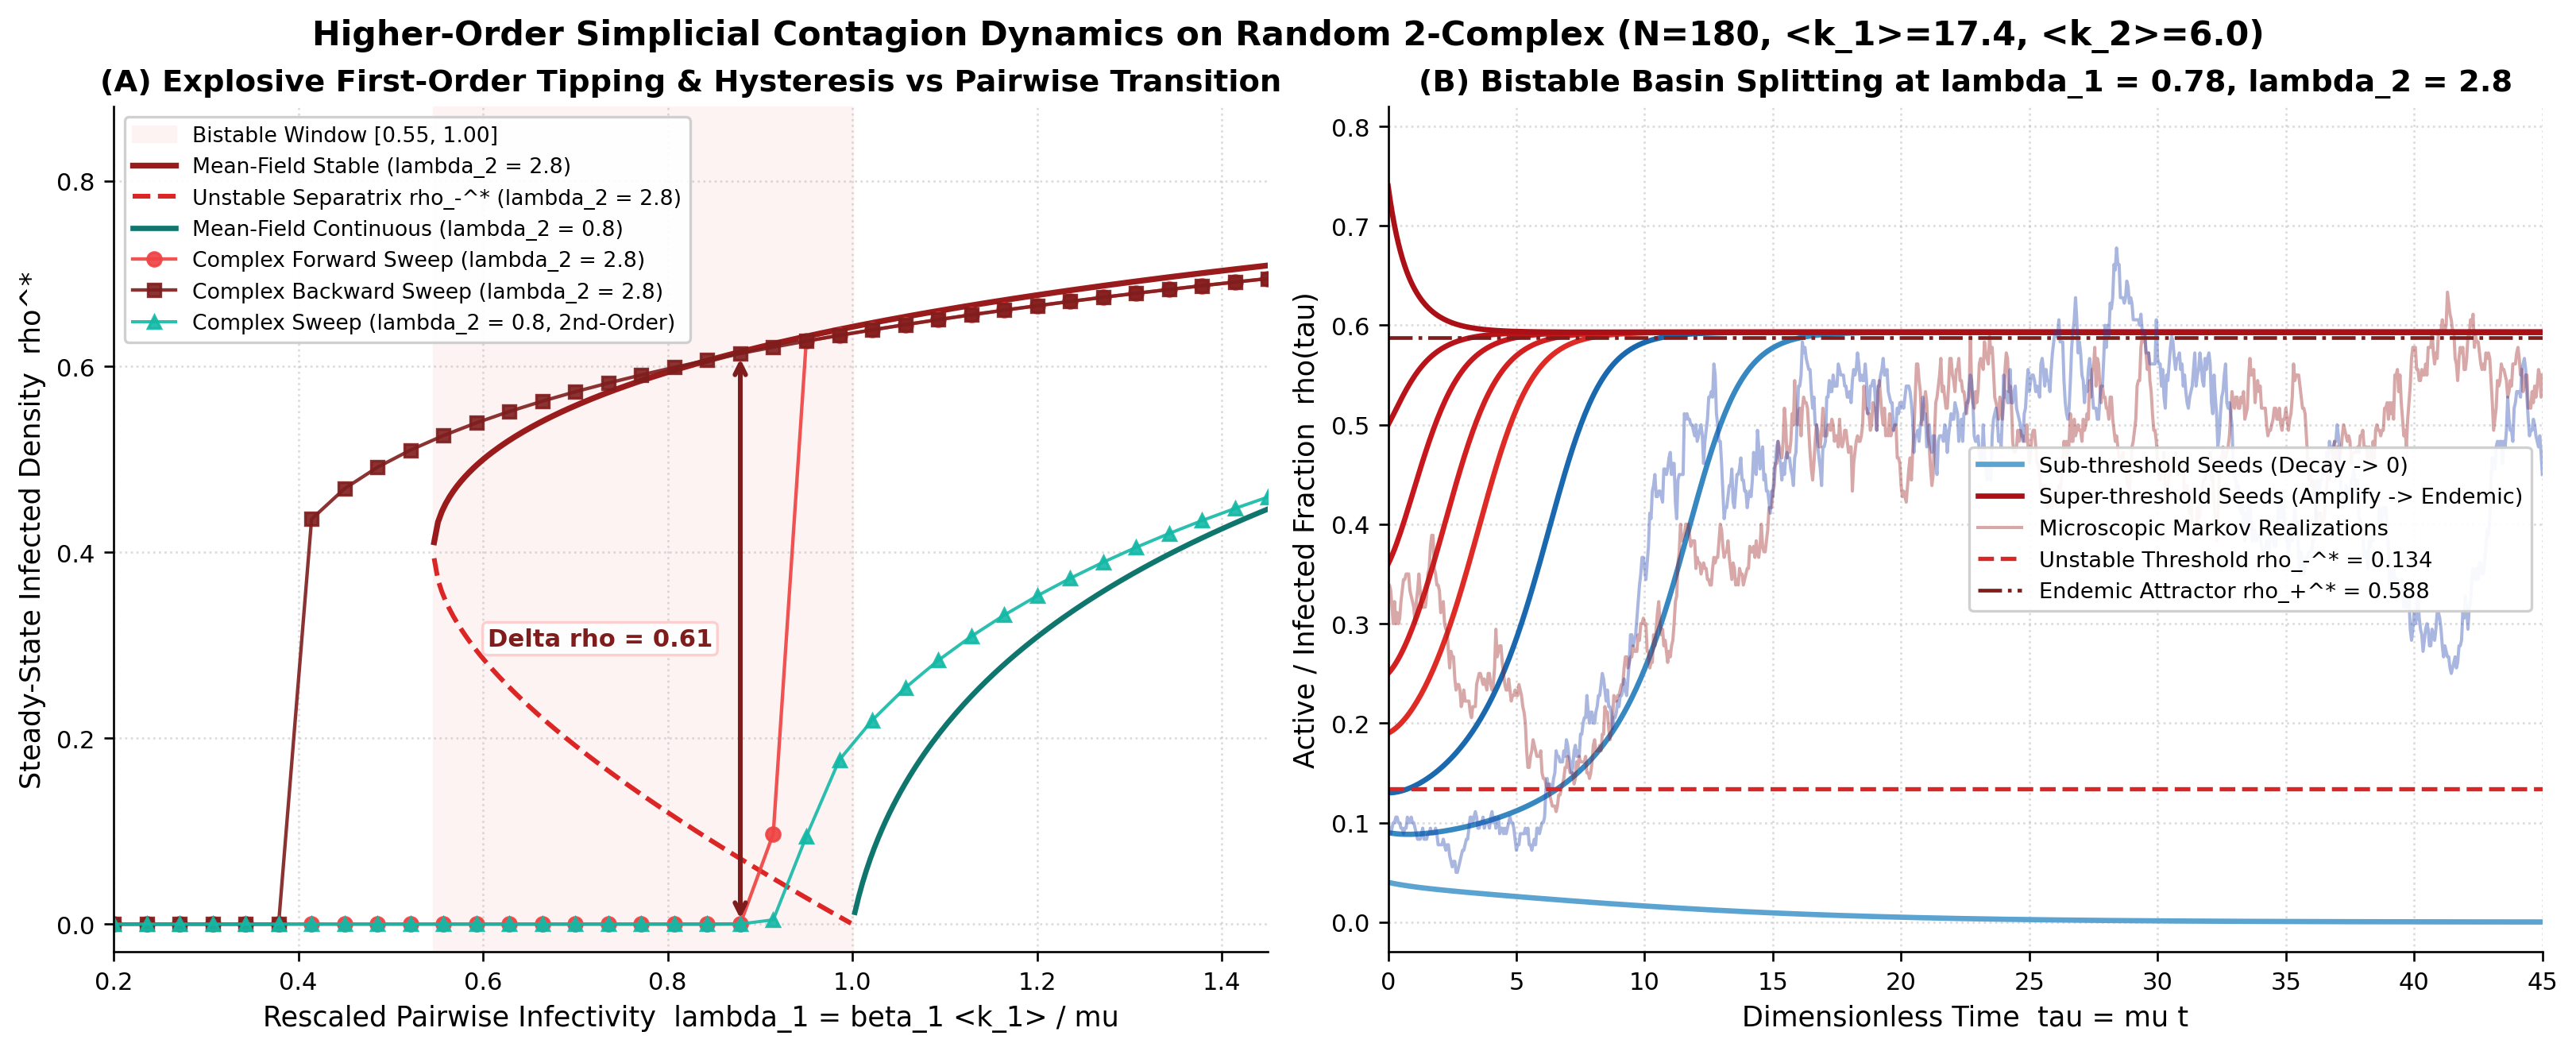 Higher-Order Simplicial Contagion Dynamics on Random 2-Complex (N=180, <k_1>=17.4, <k_2>=6.0)
(A) Explosive First-Order Tipping & Hysteresis vs Pairwise Transition
Steady-State Infected Density  rho^*
0.8
0.6
0.4
0.2
0.0
Bistable Window [0.55, 1.00]
Mean-Field Stable (lambda_2 = 2.8)
Unstable Separatrix rho_-^* (lambda_2 = 2.8)
Mean-Field Continuous (lambda_2 = 0.8)
Complex Forward Sweep (lambda_2 = 2.8)
Complex Backward Sweep (lambda_2 = 2.8)
Complex Sweep (lambda_2 = 0.8, 2nd-Order)
Delta rho = 0.61
0.2 0.4 0.6 0.8 1.0 1.2 1.4
Rescaled Pairwise Infectivity  lambda_1 = beta_1 <k_1> / mu
(B) Bistable Basin Splitting at lambda_1 = 0.78, lambda_2 = 2.8
Active / Infected Fraction  rho(tau)
0.8
0.7
0.6
0.5
0.4
0.3
0.2
0.1
0.0
Sub-threshold Seeds (Decay -> 0)
Super-threshold Seeds (Amplify -> Endemic)
Microscopic Markov Realizations
Unstable Threshold rho_-^* = 0.134
Endemic Attractor rho_+^* = 0.588
0 5 10 15 20 25 30 35 40 45
Dimensionless Time  tau = mu t